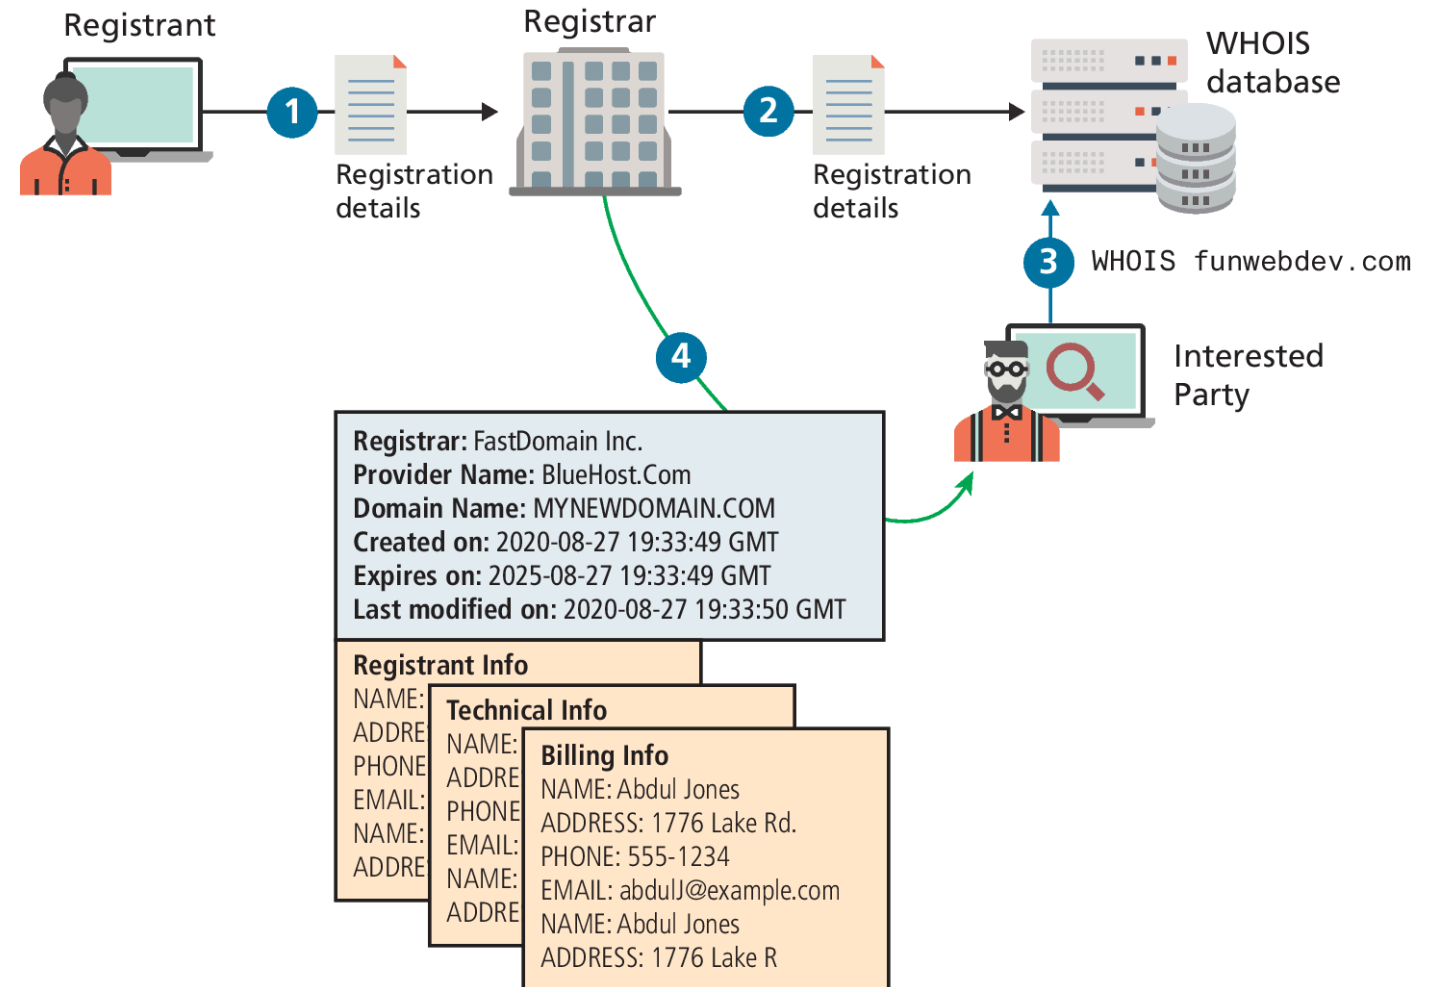 Registrant
Registrar
WHOIS
database
1
2
Registration
details
Registration
details
3
WHOIS funwebdev.com
4
Interested
Party
Registrar: FastDomain Inc.
Provider Name: BlueHost.Com
Domain Name: MYNEWDOMAIN.COM
Created on: 2020-08-27 19:33:49 GMT
Expires on: 2025-08-27 19:33:49 GMT
Last modified on: 2020-08-27 19:33:50 GMT
Registrant Info
NAME:
ADDRE
PHONE
EMAIL:
NAME:
ADDRE
Technical Info
NAME:
ADDRE
PHONE
EMAIL:
NAME:
ADDRE
Billing Info
NAME: Abdul Jones
ADDRESS: 1776 Lake Rd.
PHONE: 555-1234
EMAIL: abdulJ@example.com
NAME: Abdul Jones
ADDRESS: 1776 Lake R